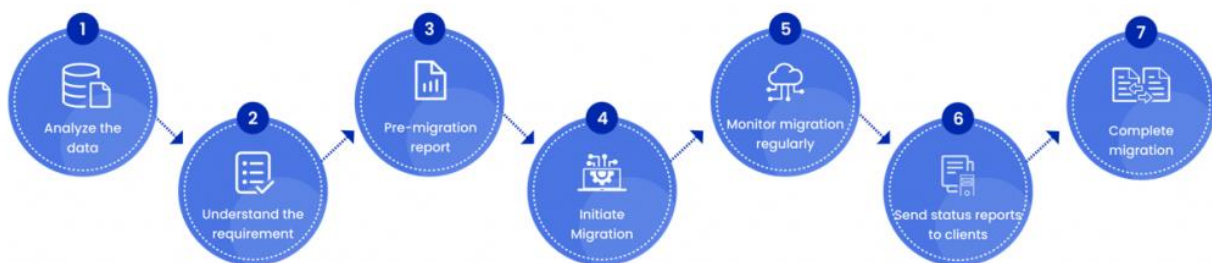 1
Analyze the
data
2
Understand the
requirement
3
Pre-migration
report
4
Initiate
Migration
5
Monitor migration
regularly
6
Send status reports
to clients
7
Complete
migration